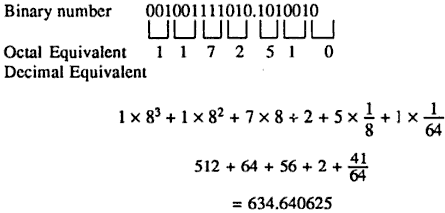 Binary number 001001111010.1010010
Octal Equivalent 1 1 7 2 5 1 0
Decimal Equivalent
1 × 8³ + 1 × 8² + 7 × 8 ÷ 2 + 5 × 1/8 + 1 × 1/64
512 + 64 + 56 + 2 + 41/64
= 634.640625